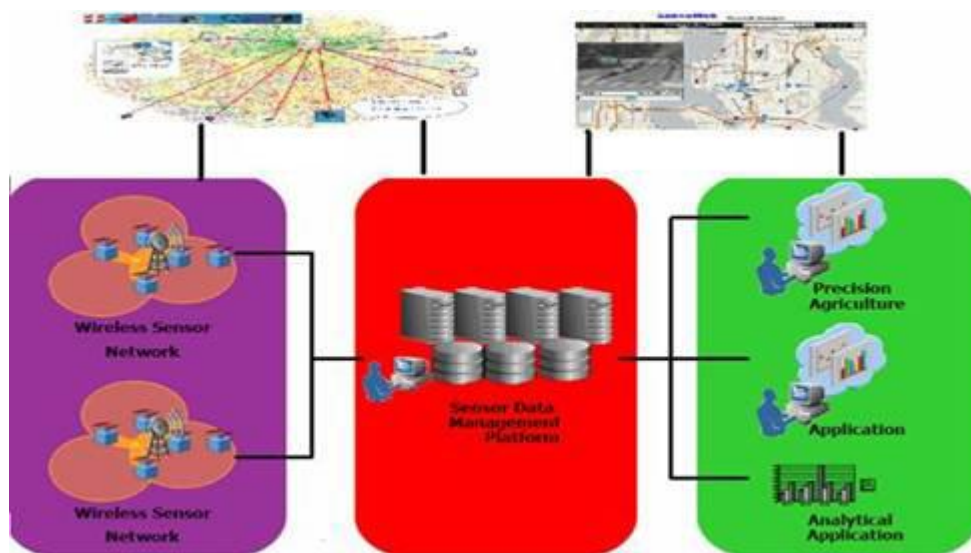 Wireless Sensor
Network
Wireless Sensor
Network
Sensor Data
Management
Platform
Precision
Agriculture
Application
Analytical
Application